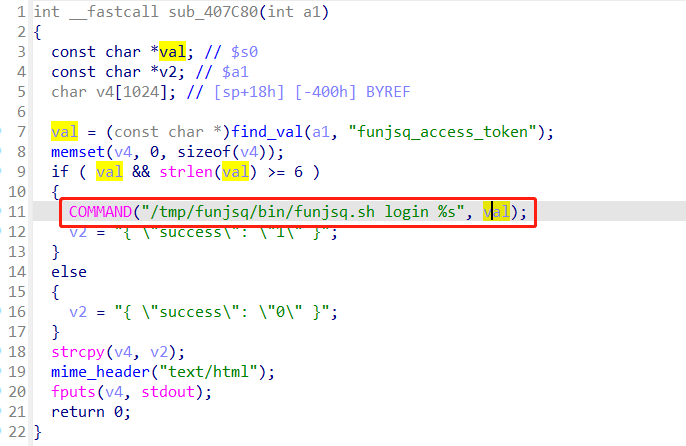 1 int __fastcall sub_407C80(int a1)
2 {
3 const char *val; // $s0
4 const char *v2; // $a1
5 char v4[1024]; // [sp+18h] [-400h] BYREF
6
7 val = (const char *)find_val(a1, "funjsq_access_token");
8 memset(v4, 0, sizeof(v4));
9 if ( val && strlen(val) >= 6 )
10 {
11 COMMAND("/tmp/funjsq/bin/funjsq.sh login %s", val);
12 v2 = "{ \"success\": \"1\" }";
13 }
14 else
15 {
16 v2 = "{ \"success\": \"0\" }";
17 }
18 strcpy(v4, v2);
19 mime_header("text/html");
20 fputs(v4, stdout);
21 return 0;
22 }